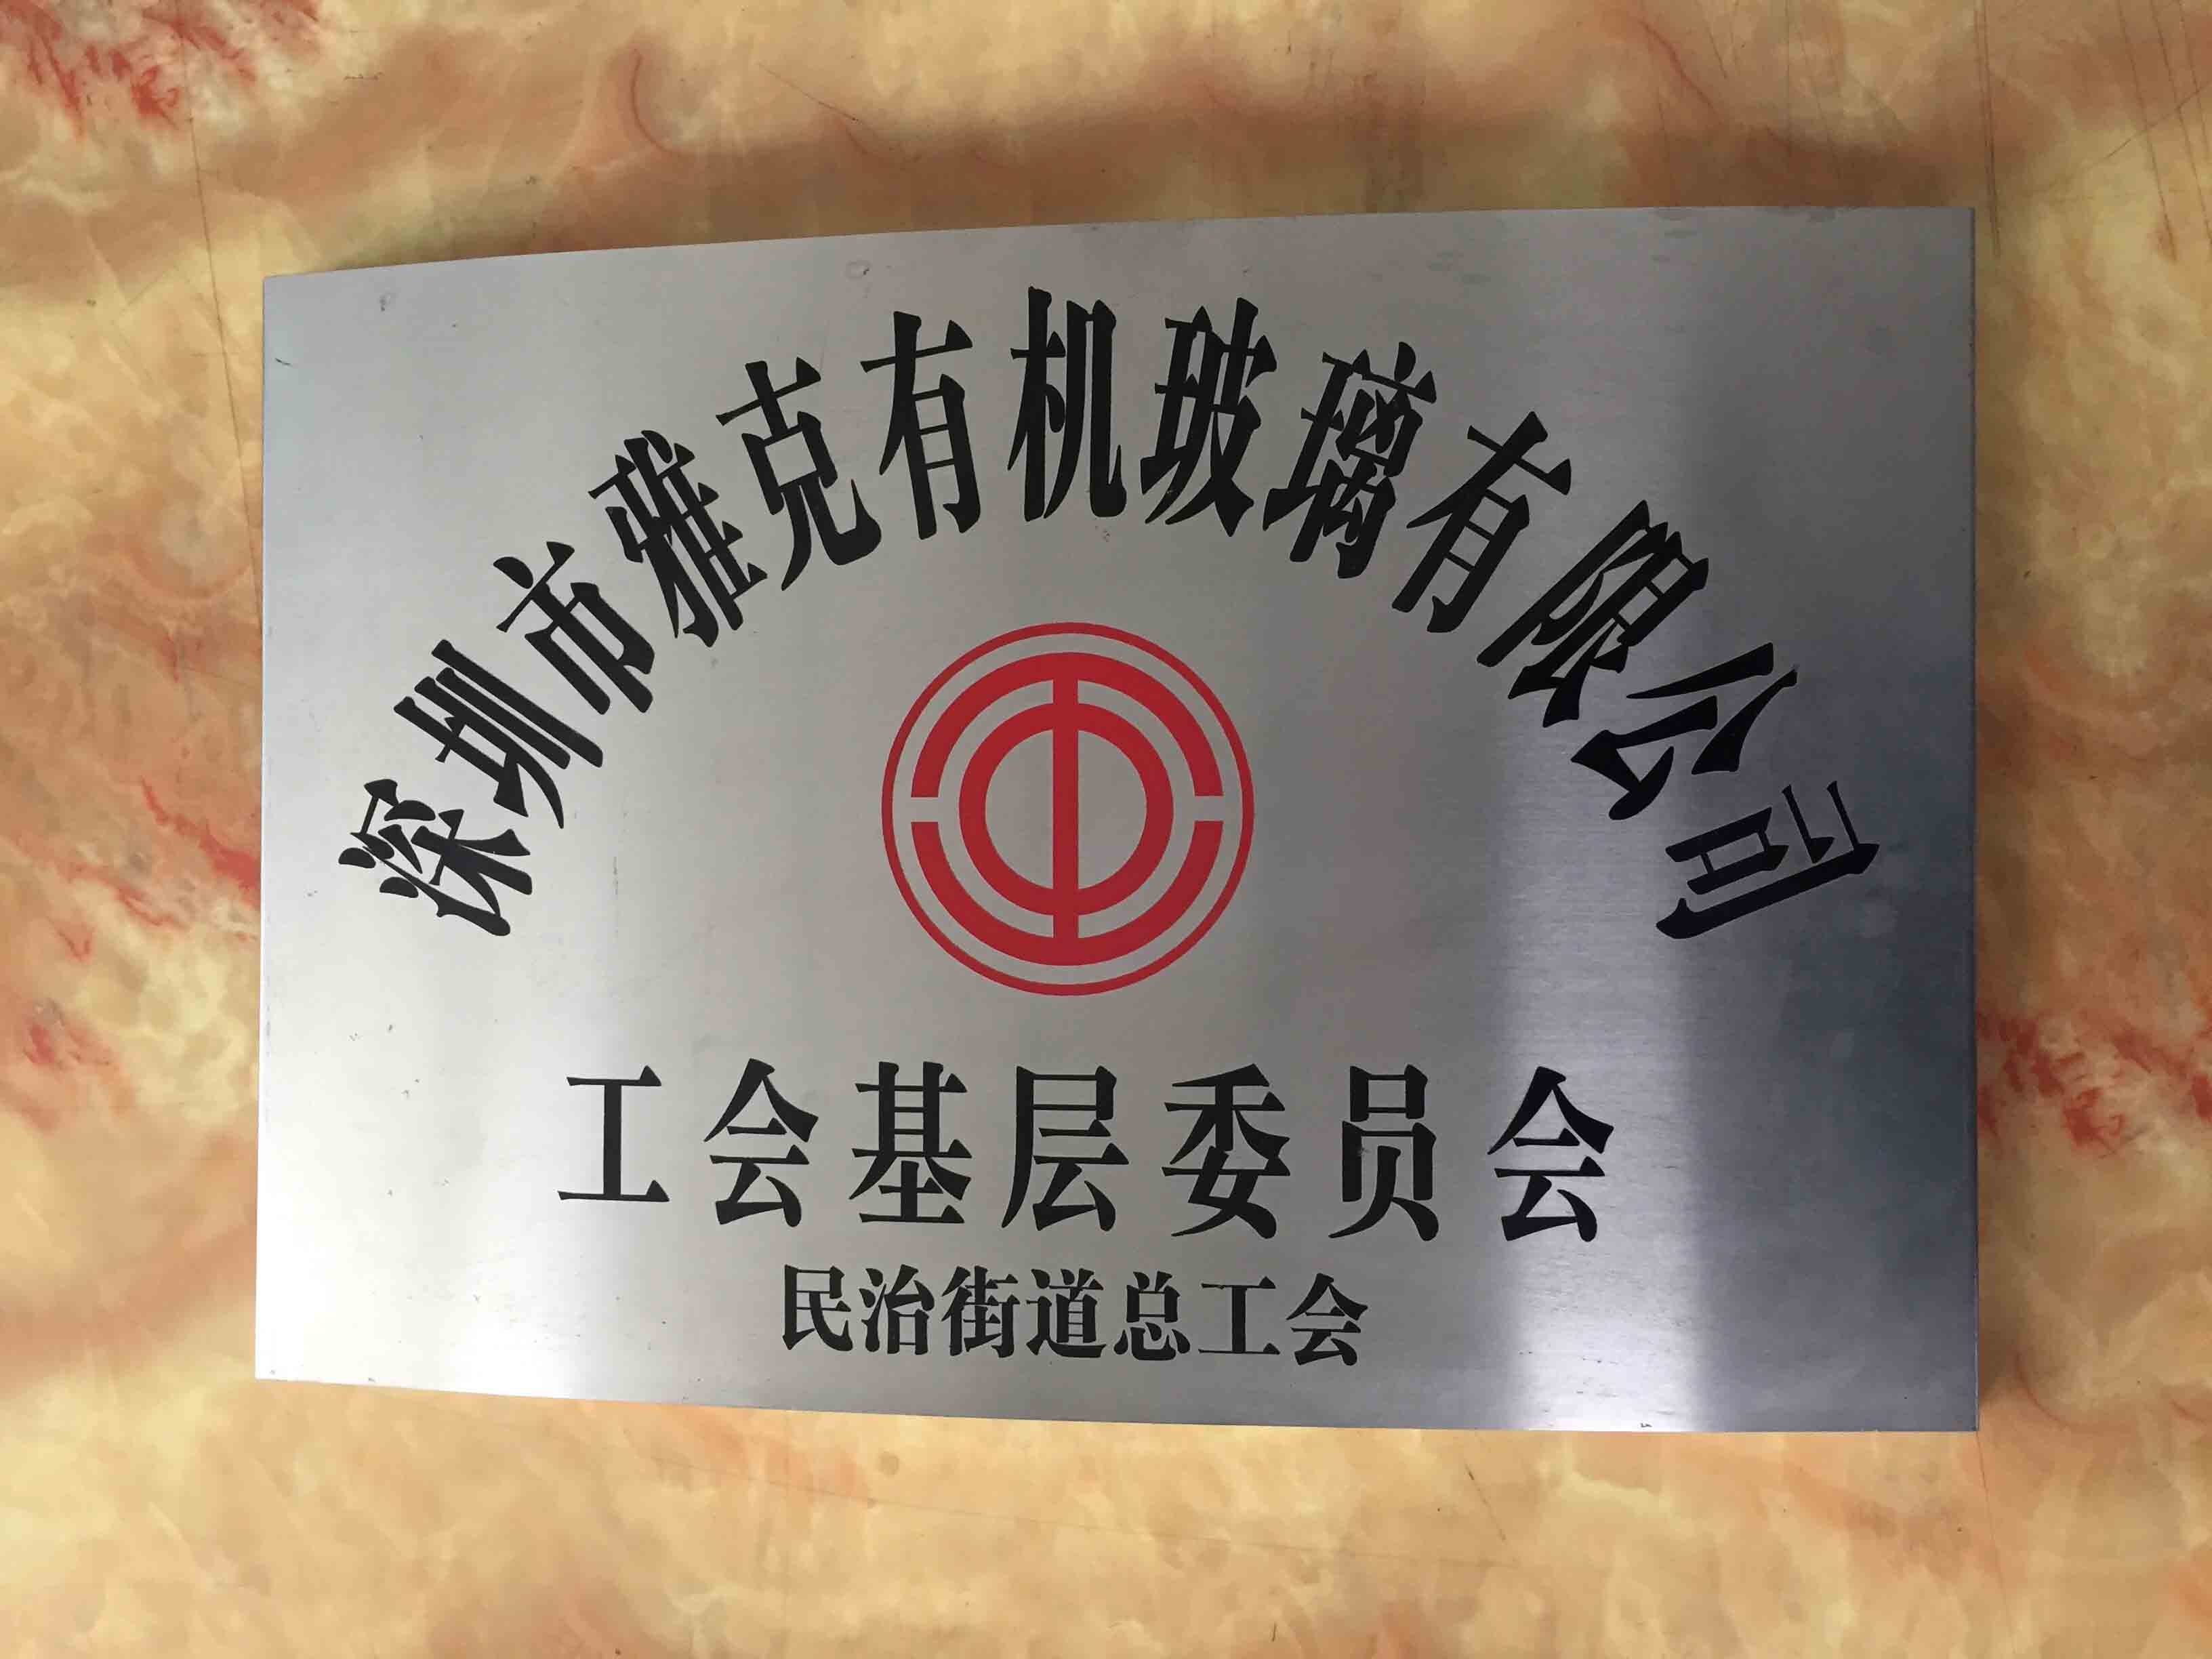 深圳市雅克有机玻璃有限公司
工会基层委员会
民治街道总工会